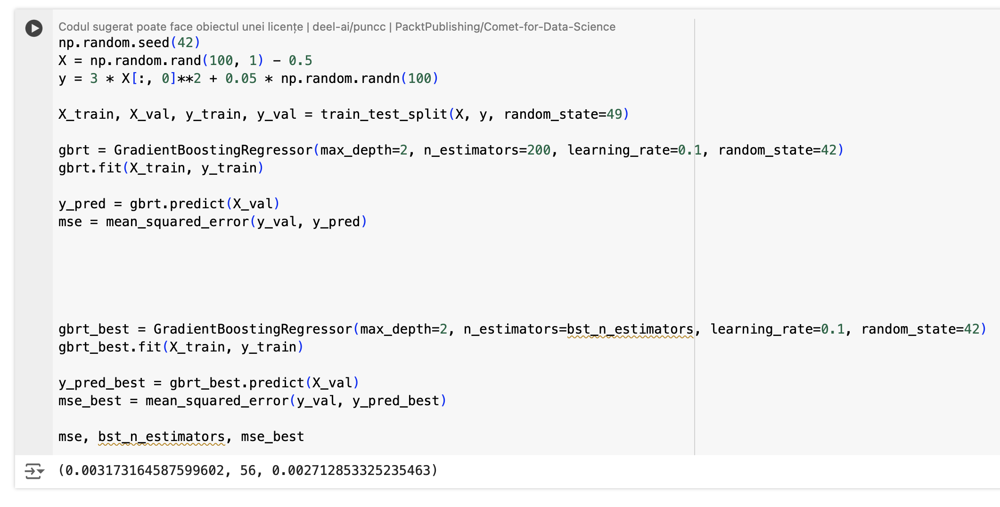 Codul sugerat poate face obiectul unei licențe | deel-ai/puncc | PacktPublishing/Comet-for-Data-Science
np.random.seed(42)
X = np.random.rand(100, 1) - 0.5
y = 3 * X[:, 0]**2 + 0.05 * np.random.randn(100)
X_train, X_val, y_train, y_val = train_test_split(X, y, random_state=49)
gbrt = GradientBoostingRegressor(max_depth=2, n_estimators=200, learning_rate=0.1, random_state=42)
gbrt.fit(X_train, y_train)
y_pred = gbrt.predict(X_val)
mse = mean_squared_error(y_val, y_pred)
gbrt_best = GradientBoostingRegressor(max_depth=2, n_estimators=bst_n_estimators, learning_rate=0.1, random_state=42)
gbrt_best.fit(X_train, y_train)
y_pred_best = gbrt_best.predict(X_val)
mse_best = mean_squared_error(y_val, y_pred_best)
mse, bst_n_estimators, mse_best
(0.003173164587599602, 56, 0.002712853325235463)